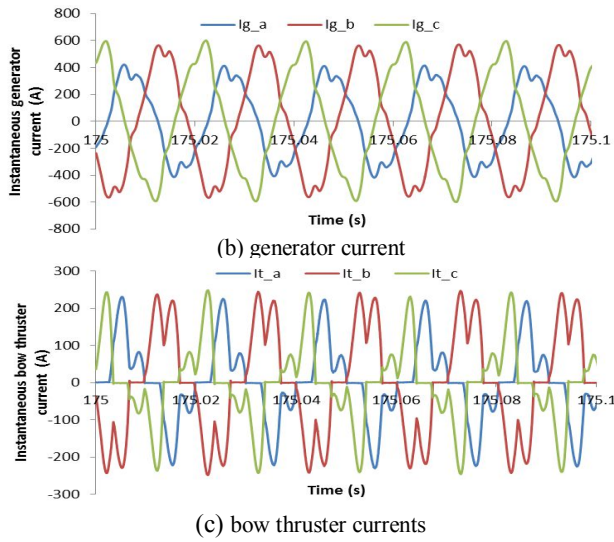 Ig_a Ig_b Ig_c
Instantaneous generator
current (A)
800
600
400
200
0
-200
-400
-600
-800
175 175.02 175.04 175.06 175.08 175.1
Time (s)
(b) generator current
It_a It_b It_c
Instantaneous bow thruster
current (A)
300
200
100
0
-100
-200
-300
175 175.02 175.04 175.06 175.08 175.1
Time (s)
(c) bow thruster currents